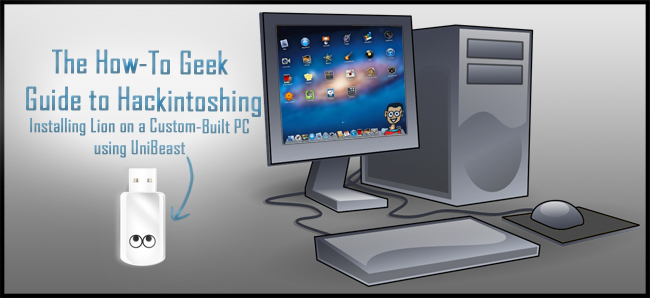 The How-To Geek
Guide to Hackintoshing
Installing Lion on a Custom-Built PC
using UniBeast